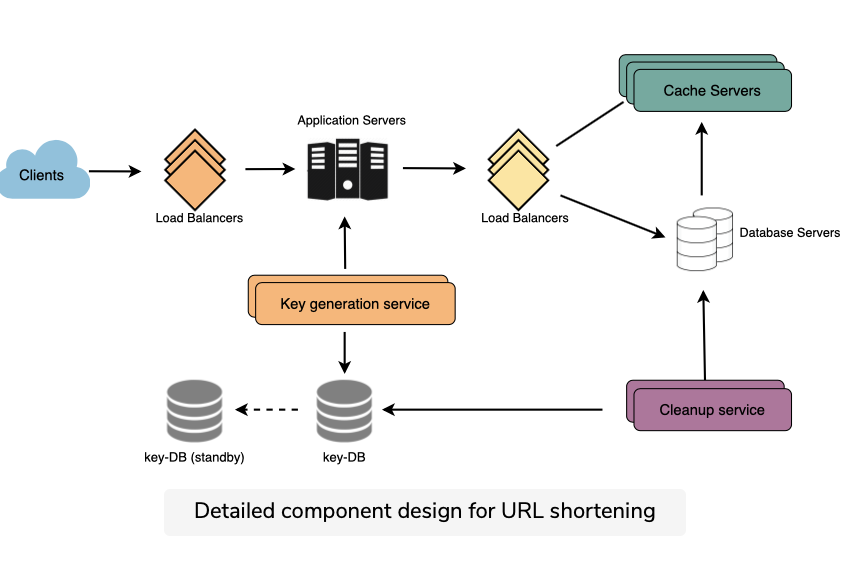 Application Servers
Cache Servers
Clients
Load Balancers
Load Balancers
Database Servers
Key generation service
Cleanup service
key-DB (standby)
key-DB
Detailed component design for URL shortening